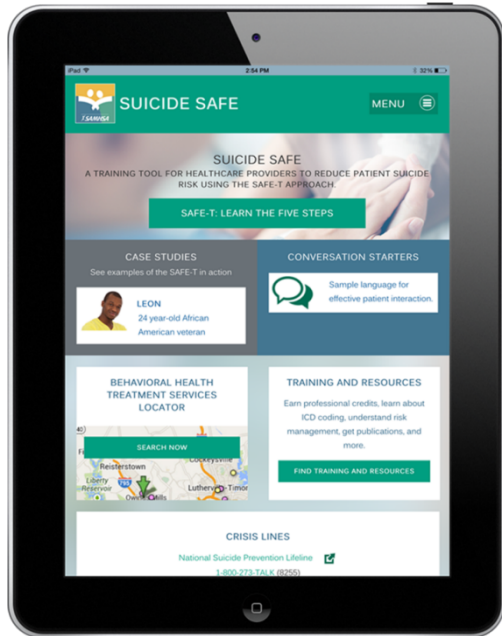 iPad
2:54 PM
32%
SAMHSA
SUICIDE SAFE
MENU
SUICIDE SAFE
A TRAINING TOOL FOR HEALTHCARE PROVIDERS TO REDUCE PATIENT SUICIDE
RISK USING THE SAFE-T APPROACH.
SAFE-T: LEARN THE FIVE STEPS
CASE STUDIES
See examples of the SAFE-T in action
LEON
24 year-old African
American veteran
CONVERSATION STARTERS
Sample language for
effective patient interaction.
BEHAVIORAL HEALTH
TREATMENT SERVICES
LOCATOR
SEARCH NOW
Cockeysville
Reisterstown
Liberty
Reservoir
795
Owings Mills
Lutherville-Timon
TRAINING AND RESOURCES
Earn professional credits, learn about
ICD coding, understand risk
management, get publications, and
more.
FIND TRAINING AND RESOURCES
CRISIS LINES
National Suicide Prevention Lifeline
1-800-273-TALK (8255)